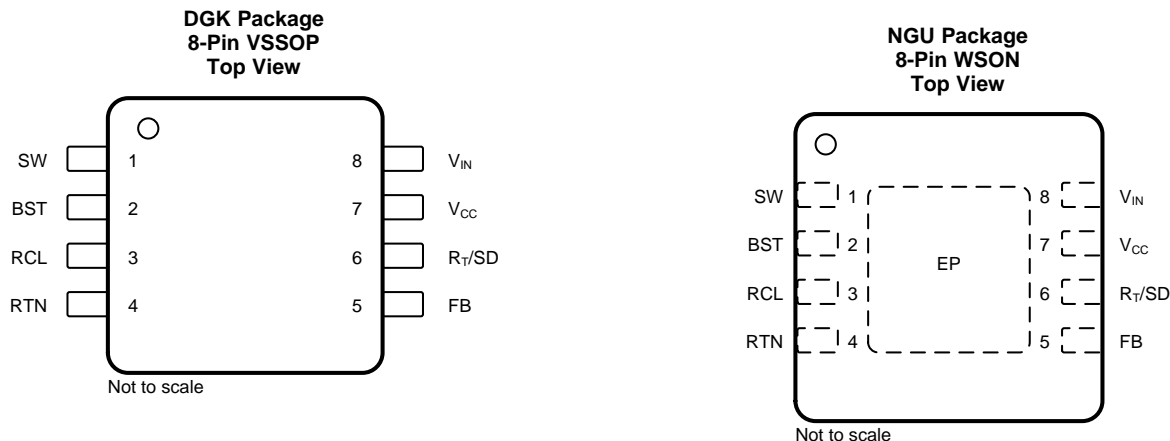 DGK Package
8-Pin VSSOP
Top View
SW 1 8 VIN
BST 2 7 VCC
RCL 3 6 RT/SD
RTN 4 5 FB
Not to scale
NGU Package
8-Pin WSON
Top View
SW 1 8 VIN
BST 2 7 VCC
EP
RCL 3 6 RT/SD
RTN 4 5 FB
Not to scale